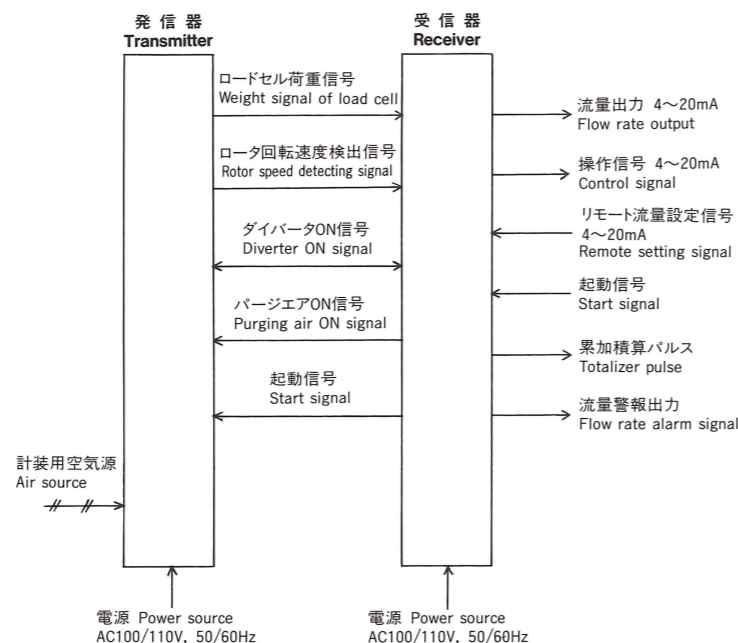 発信器
Transmitter
受信器
Receiver
ロードセル荷重信号
Weight signal of load cell
ロータ回転速度検出信号
Rotor speed detecting signal
ダイバータON信号
Diverter ON signal
パージエアON信号
Purging air ON signal
起動信号
Start signal
流量出力 4〜20mA
Flow rate output
操作信号 4〜20mA
Control signal
リモート流量設定信号
4〜20mA
Remote setting signal
起動信号
Start signal
累加積算パルス
Totalizer pulse
流量警報出力
Flow rate alarm signal
計装用空気源
Air source
電源 Power source
AC100/110V, 50/60Hz
電源 Power source
AC100/110V, 50/60Hz